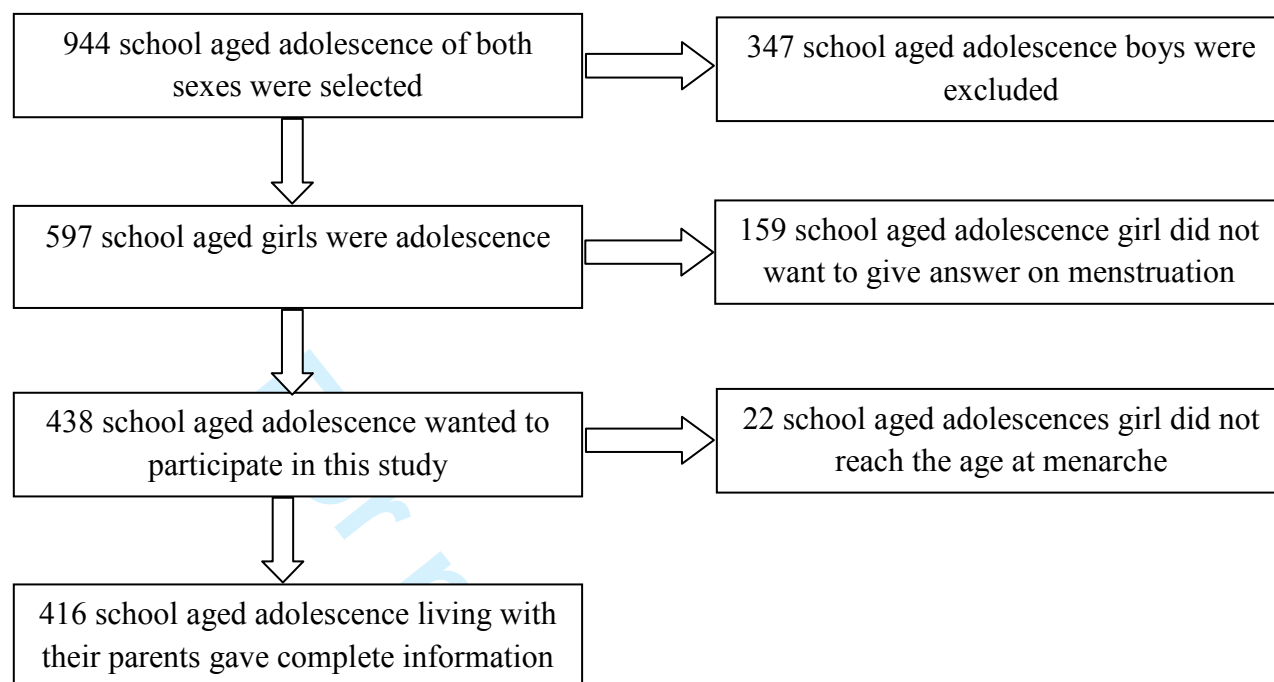 944 school aged adolescence of both
sexes were selected
347 school aged adolescence boys were
excluded
597 school aged girls were adolescence
159 school aged adolescence girl did not
want to give answer on menstruation
438 school aged adolescence wanted to
participate in this study
22 school aged adolescences girl did not
reach the age at menarche
416 school aged adolescence living with
their parents gave complete information